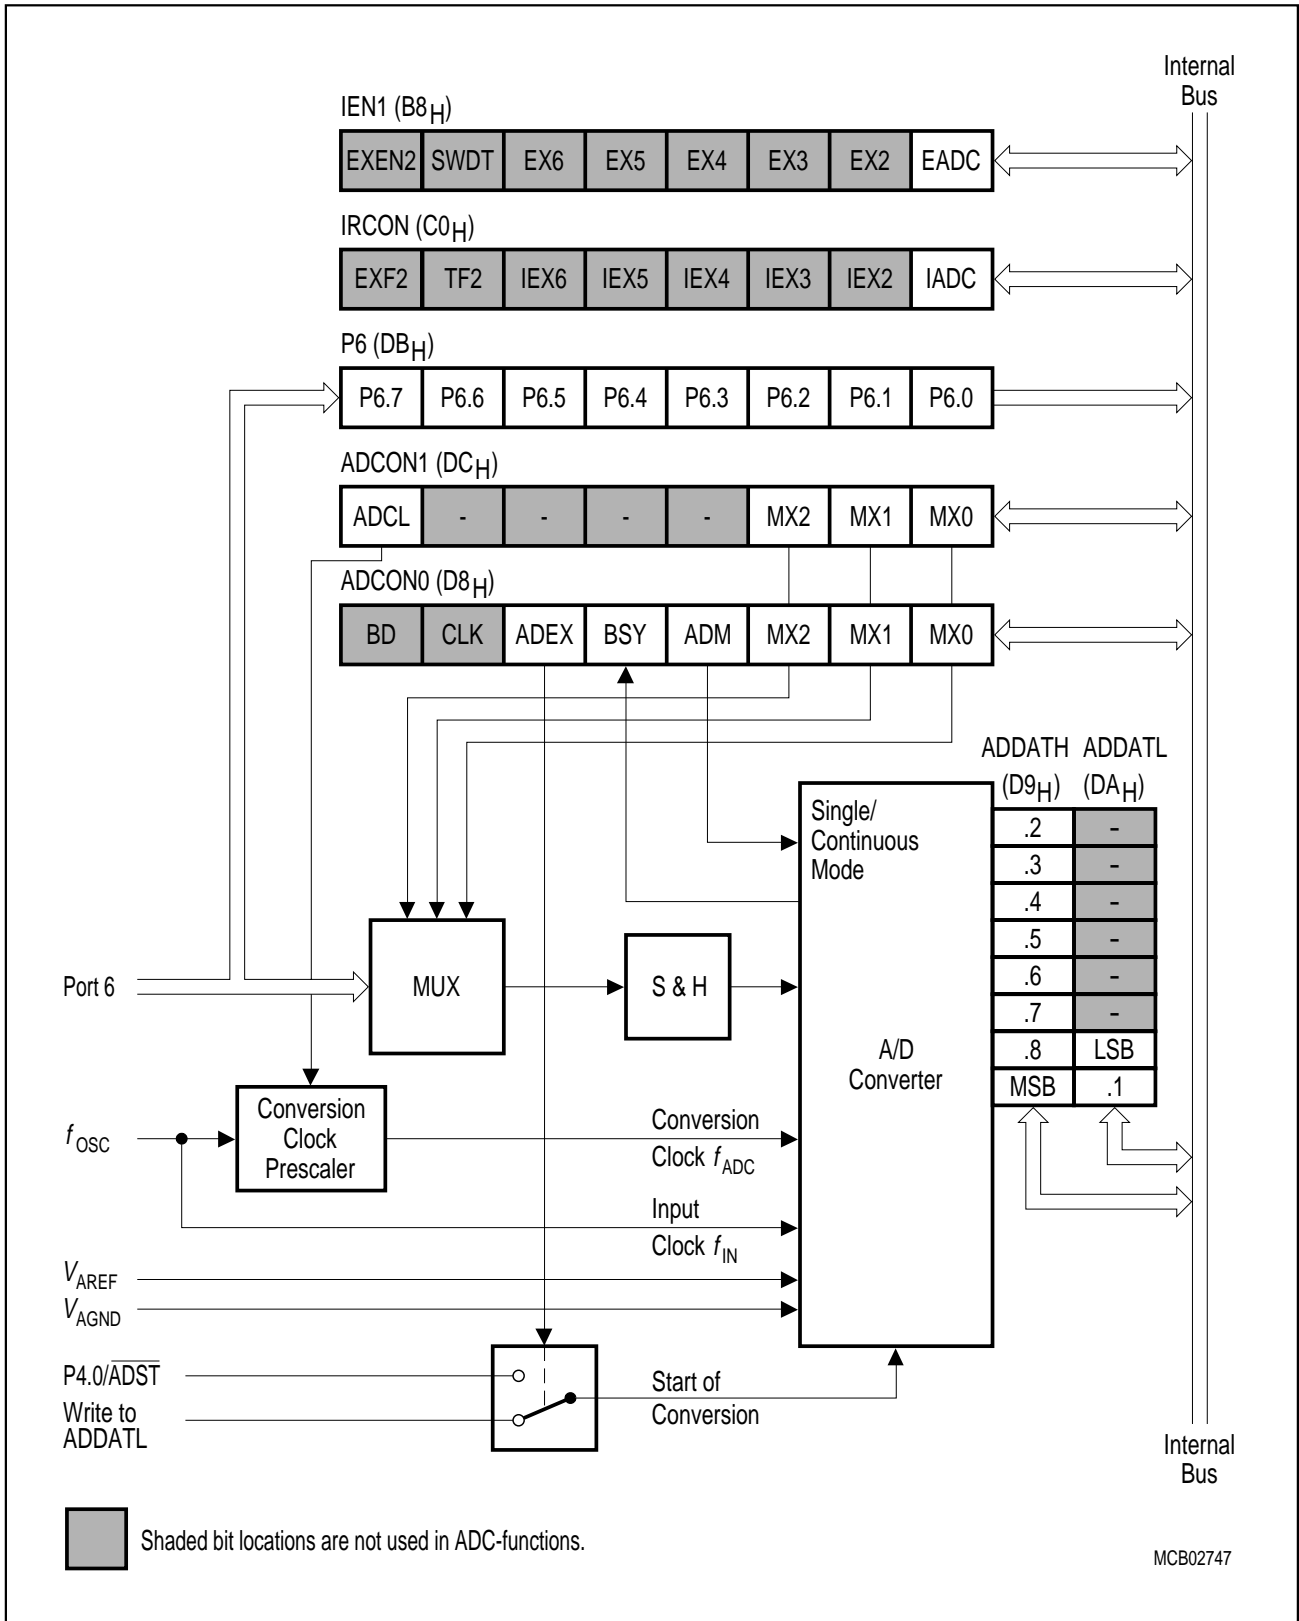 Internal
Bus
IEN1 (B8H)
EXEN2 SWDT EX6 EX5 EX4 EX3 EX2 EADC
IRCON (C0H)
EXF2 TF2 IEX6 IEX5 IEX4 IEX3 IEX2 IADC
P6 (DBH)
P6.7 P6.6 P6.5 P6.4 P6.3 P6.2 P6.1 P6.0
ADCON1 (DCH)
ADCL - - - - MX2 MX1 MX0
ADCON0 (D8H)
BD CLK ADEX BSY ADM MX2 MX1 MX0
ADDATH ADDATL
(D9H) (DAH)
Single/
Continuous
Mode
.2 -
.3 -
.4 -
.5 -
.6 -
.7 -
.8 LSB
MSB .1
Port 6
MUX
S & H
A/D
Converter
fOSC
Conversion
Clock
Prescaler
Conversion
Clock fADC
Input
Clock fIN
VAREF
VAGND
P4.0/A̅D̅S̅T̅
Write to
ADDATL
Start of
Conversion
Internal
Bus
Shaded bit locations are not used in ADC-functions.
MCB02747